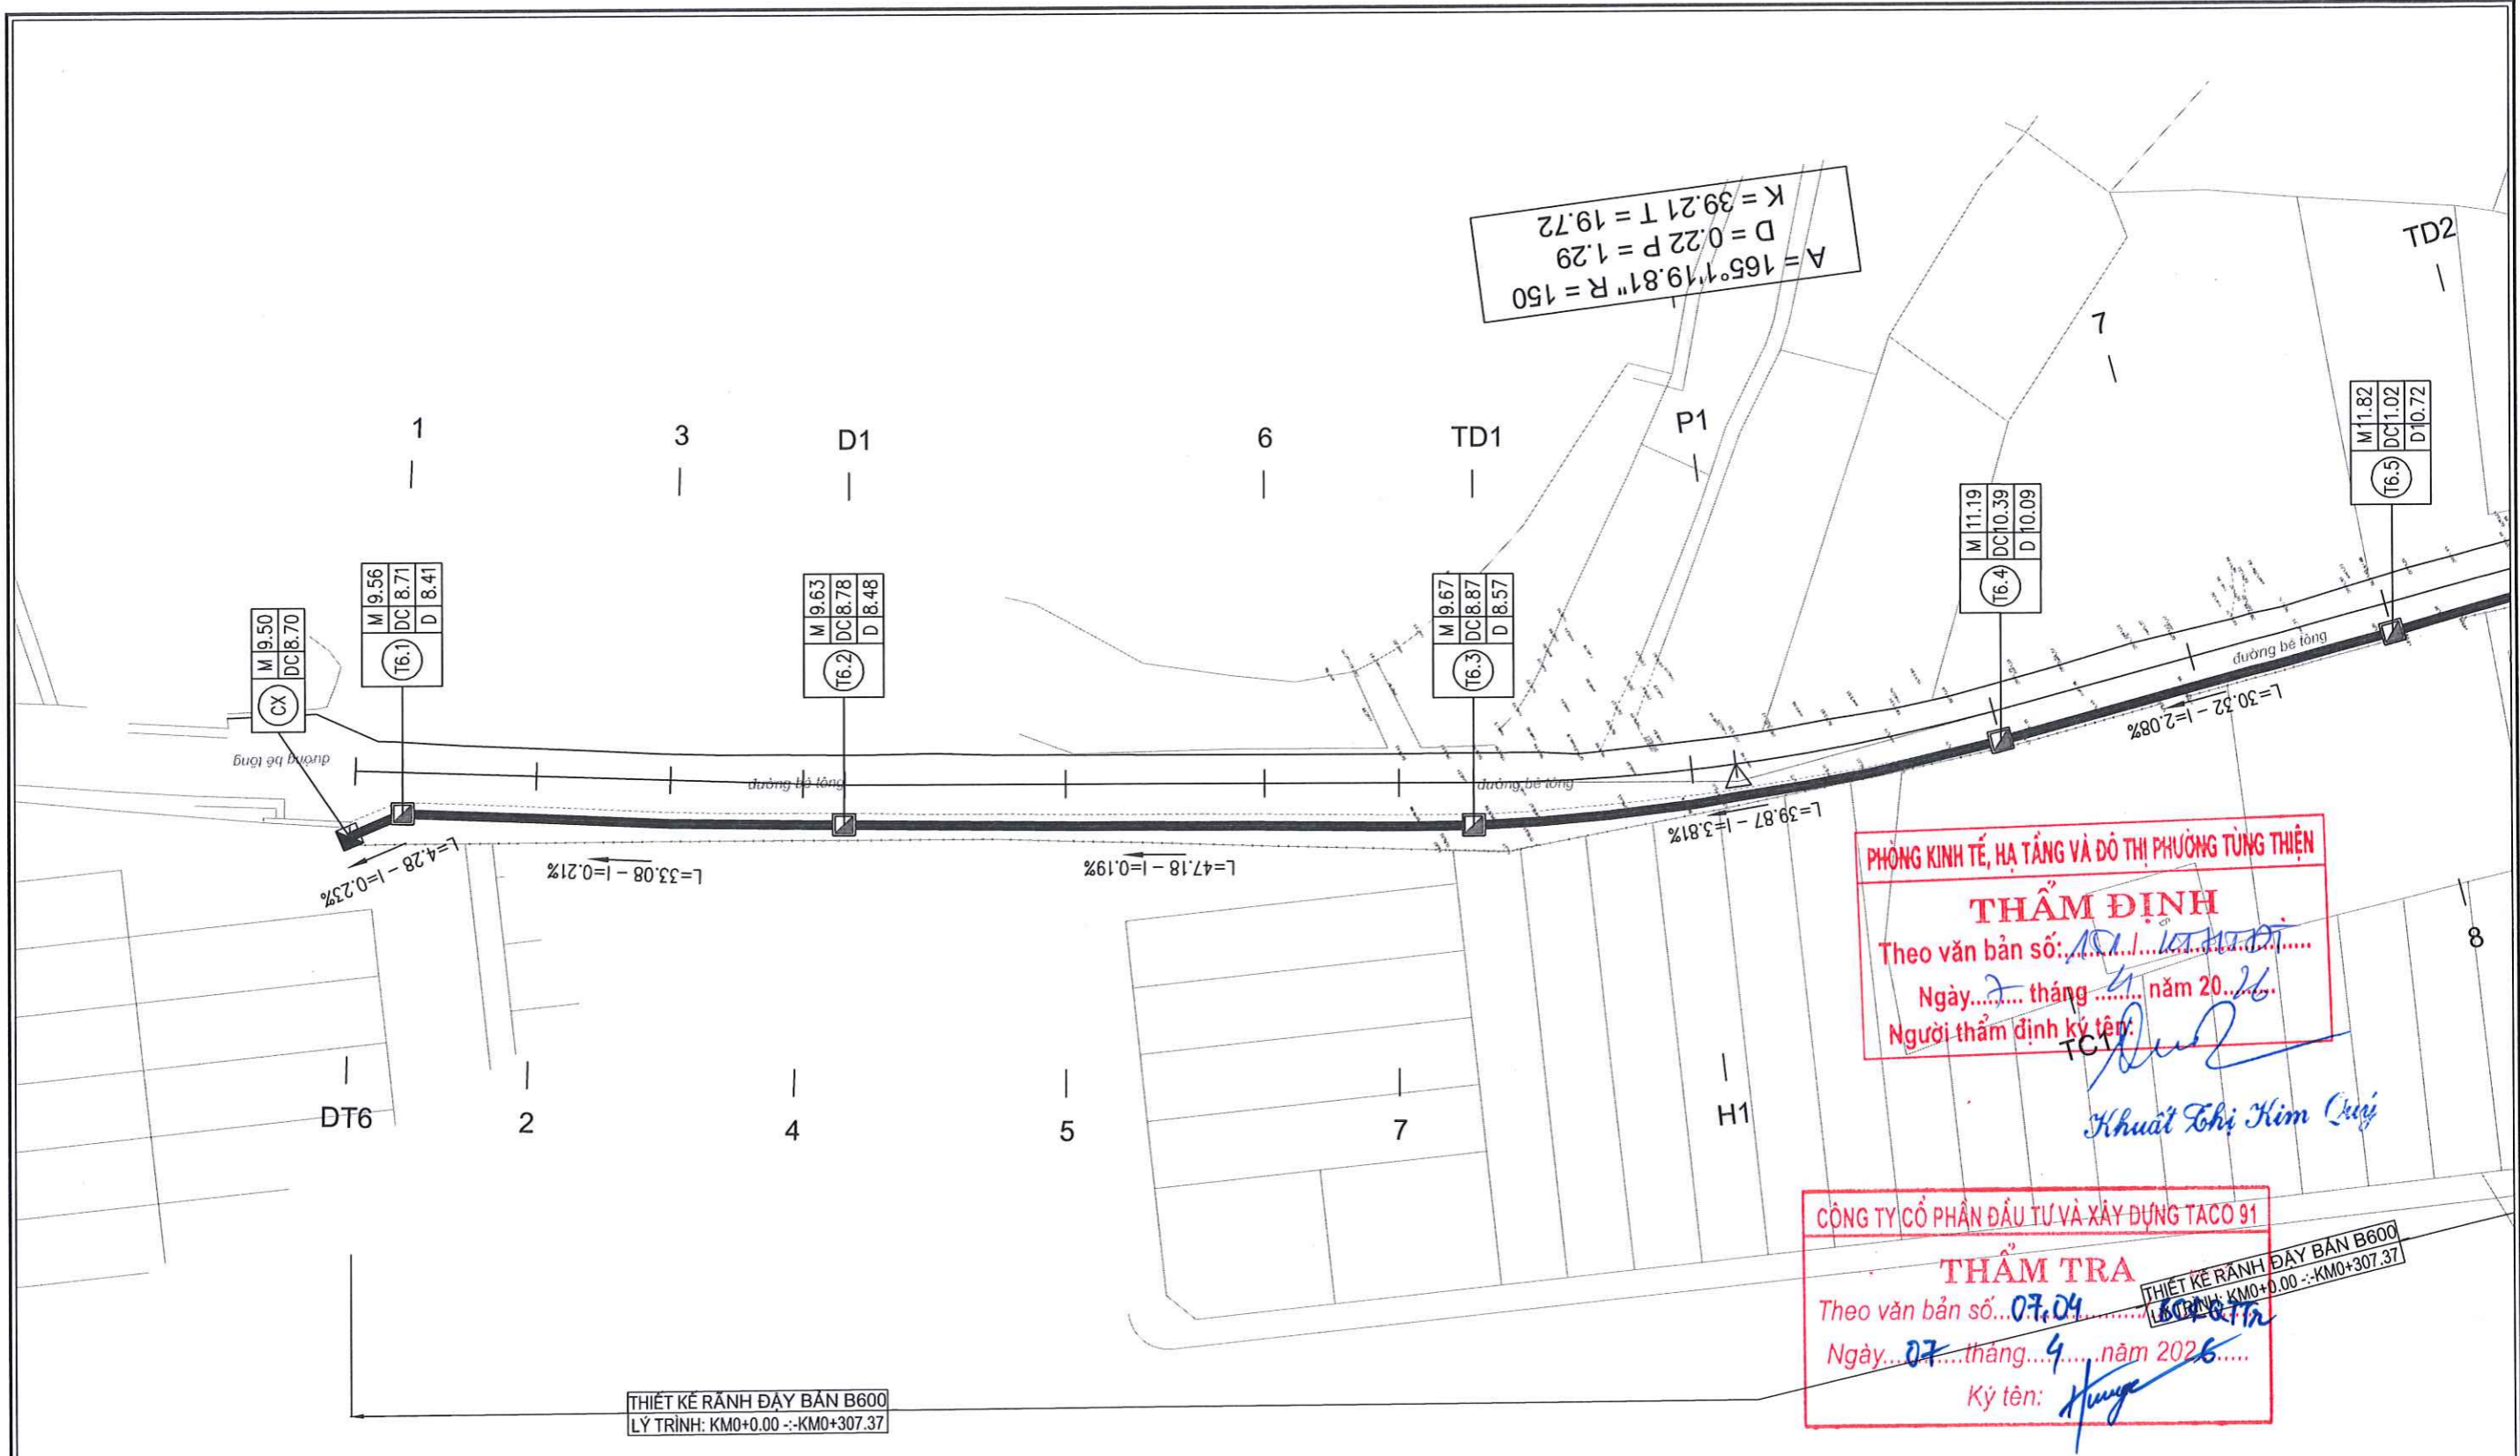 K = 39.21 T = 19.72
D = 0.22 P = 1.29
A = 165°1'19.81" R = 150
TD2
7
1
3
D1
6
TD1
P1
CX
M 9.50
DC 8.70
T6.1
M 9.56
DC 8.71
D 8.41
T6.2
M 9.63
DC 8.78
D 8.48
T6.3
M 9.67
DC 8.87
D 8.57
T6.4
M 11.19
DC 10.39
D 10.09
T6.5
M 11.82
DC 11.02
D 10.72
đường bê tông
đường bê tông
đường bê tông
đường bê tông
L=4.28 – I=0.23%
L=33.08 – I=0.21%
L=47.18 – I=0.19%
L=39.87 – I=3.81%
L=30.32 – I=2.08%
PHÒNG KINH TẾ, HẠ TẦNG VÀ ĐÔ THỊ PHƯỜNG TÙNG THIỆN
THẨM ĐỊNH
Theo văn bản số: 151/KTHTĐT
Ngày 7 tháng 4 năm 2026
Người thẩm định ký tên:
Khuất Thị Kim Quý
DT6
2
4
5
7
H1
TC1
8
CÔNG TY CỔ PHẦN ĐẦU TƯ VÀ XÂY DỰNG TACO 91
THẨM TRA
Theo văn bản số 07.04
Ngày 07 tháng 4 năm 2026
Ký tên:
THIẾT KẾ RÃNH ĐẬY BẢN B600
LÝ TRÌNH: KM0+0.00 -:-KM0+307.37
THIẾT KẾ RÃNH ĐẬY BẢN B600
LÝ TRÌNH: KM0+0.00 -:-KM0+307.37